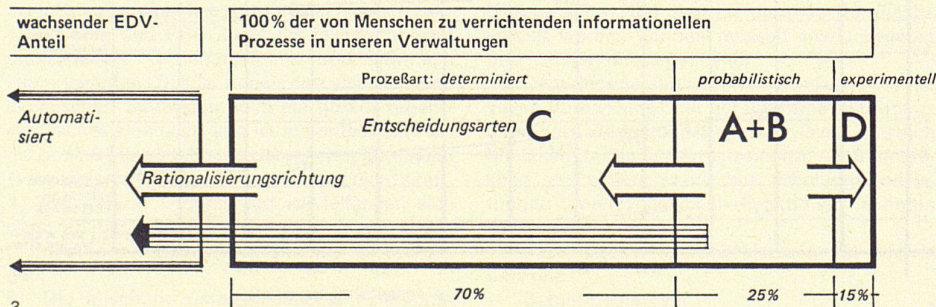 wachsender EDV-
Anteil
100% der von Menschen zu verrichtenden informationellen
Prozesse in unseren Verwaltungen
Prozeßart: determiniert
probabilistisch
experimentell
Automati-
siert
Entscheidungsarten C
A+B
D
Rationalisierungsrichtung
70%
25%
15%
3